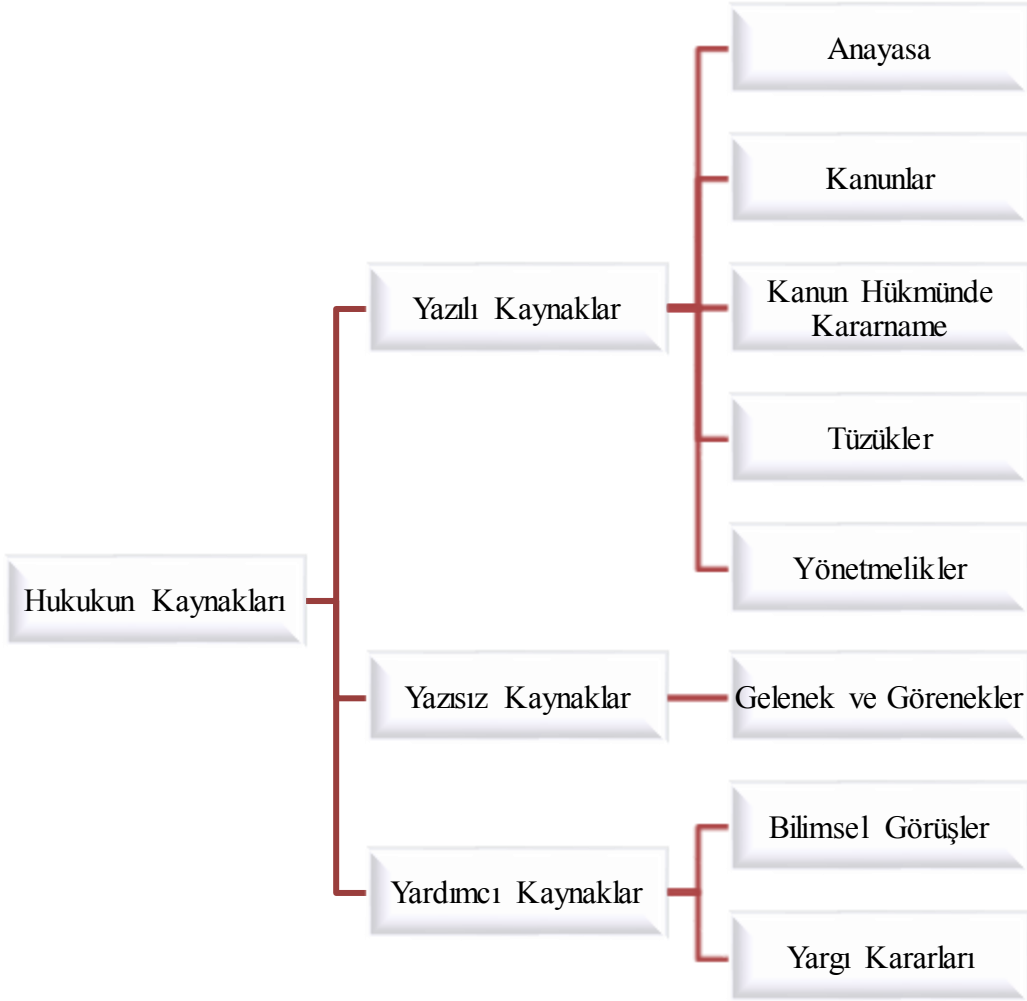 Hukukun Kaynakları
Yazılı Kaynaklar
Anayasa
Kanunlar
Kanun Hükmünde
Kararname
Tüzükler
Yönetmelikler
Yazısız Kaynaklar
Gelenek ve Görenekler
Yardımcı Kaynaklar
Bilimsel Görüşler
Yargı Kararları